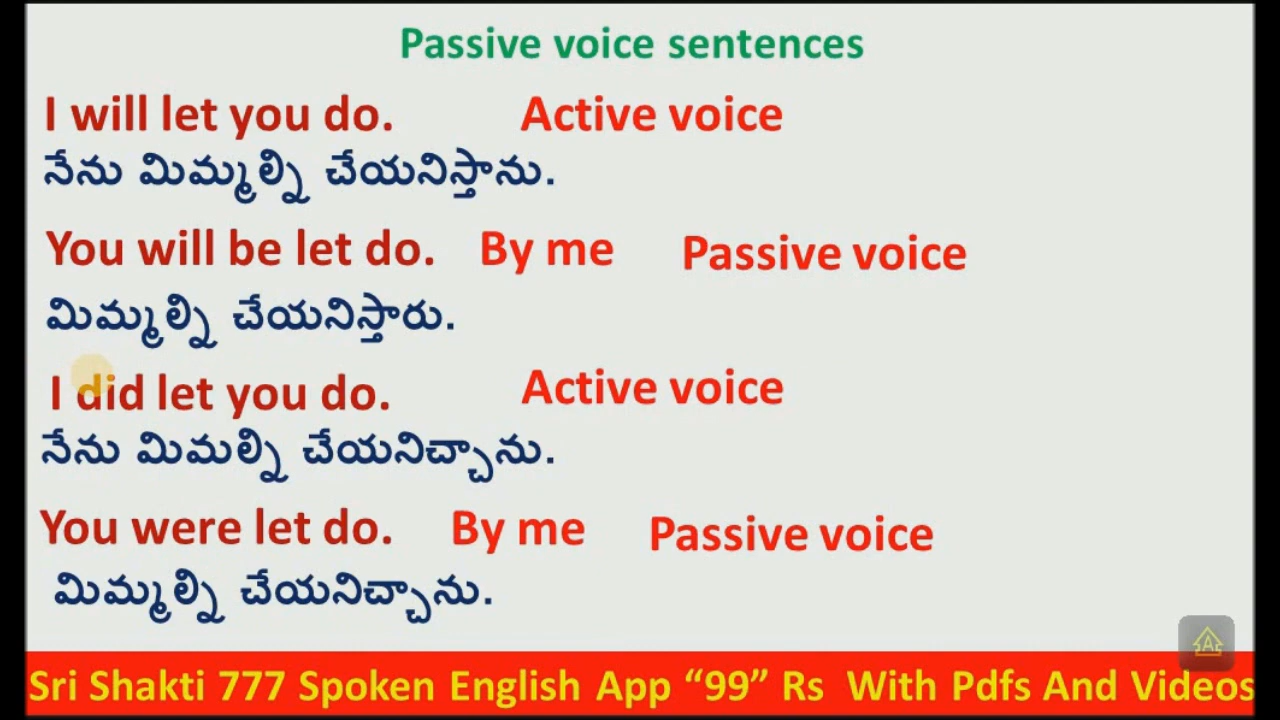 Passive voice sentences
I will let you do. Active voice
నేను మిమ్మల్ని చేయనిస్తాను.
You will be let do. By me Passive voice
మిమ్మల్ని చేయనిస్తారు.
I did let you do. Active voice
నేను మిమల్ని చేయనిచ్చాను.
You were let do. By me Passive voice
మిమ్మల్ని చేయనిచ్చాను.
A
Sri Shakti 777 Spoken English App “99” Rs With Pdfs And Videos